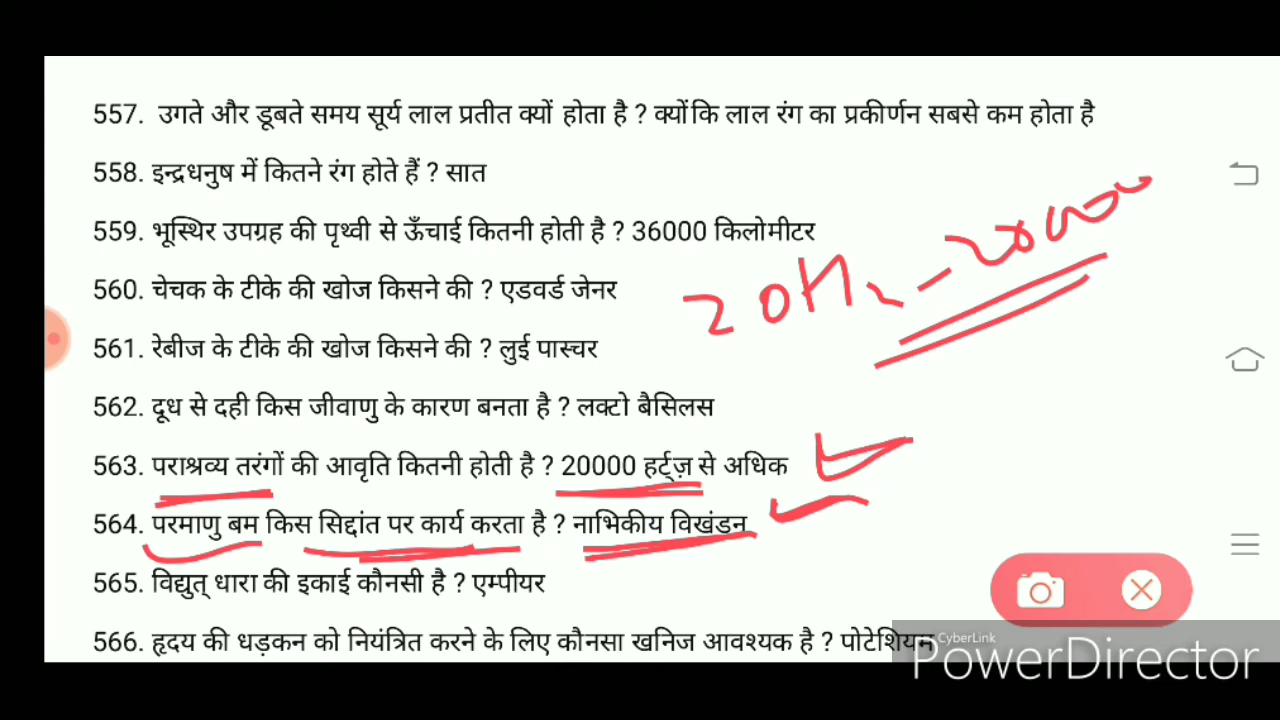 557. उगते और डूबते समय सूर्य लाल प्रतीत क्यों होता है ? क्योंकि लाल रंग का प्रकीर्णन सबसे कम होता है
558. इन्द्रधनुष में कितने रंग होते हैं ? सात
559. भूस्थिर उपग्रह की पृथ्वी से ऊँचाई कितनी होती है ? 36000 किलोमीटर
560. चेचक के टीके की खोज किसने की ? एडवर्ड जेनर
20Hz - 20000
561. रेबीज के टीके की खोज किसने की ? लुई पास्चर
562. दूध से दही किस जीवाणु के कारण बनता है ? लक्टो बैसिलस
563. पराश्रव्य तरंगों की आवृति कितनी होती है ? 20000 हर्ट्ज़ से अधिक
564. परमाणु बम किस सिद्दांत पर कार्य करता है ? नाभिकीय विखंडन
565. विद्युत् धारा की इकाई कौनसी है ? एम्पीयर
566. हृदय की धड़कन को नियंत्रित करने के लिए कौनसा खनिज आवश्यक है ? पोटेशियम
CyberLink
PowerDirector